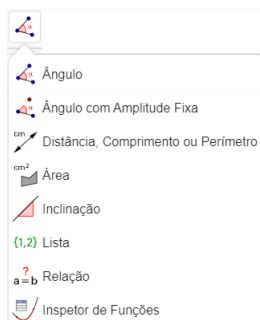 α
α Ângulo
α Ângulo com Amplitude Fixa
cm Distância, Comprimento ou Perímetro
cm² Área
Inclinação
{1,2} Lista
a=b ? Relação
Inspetor de Funções